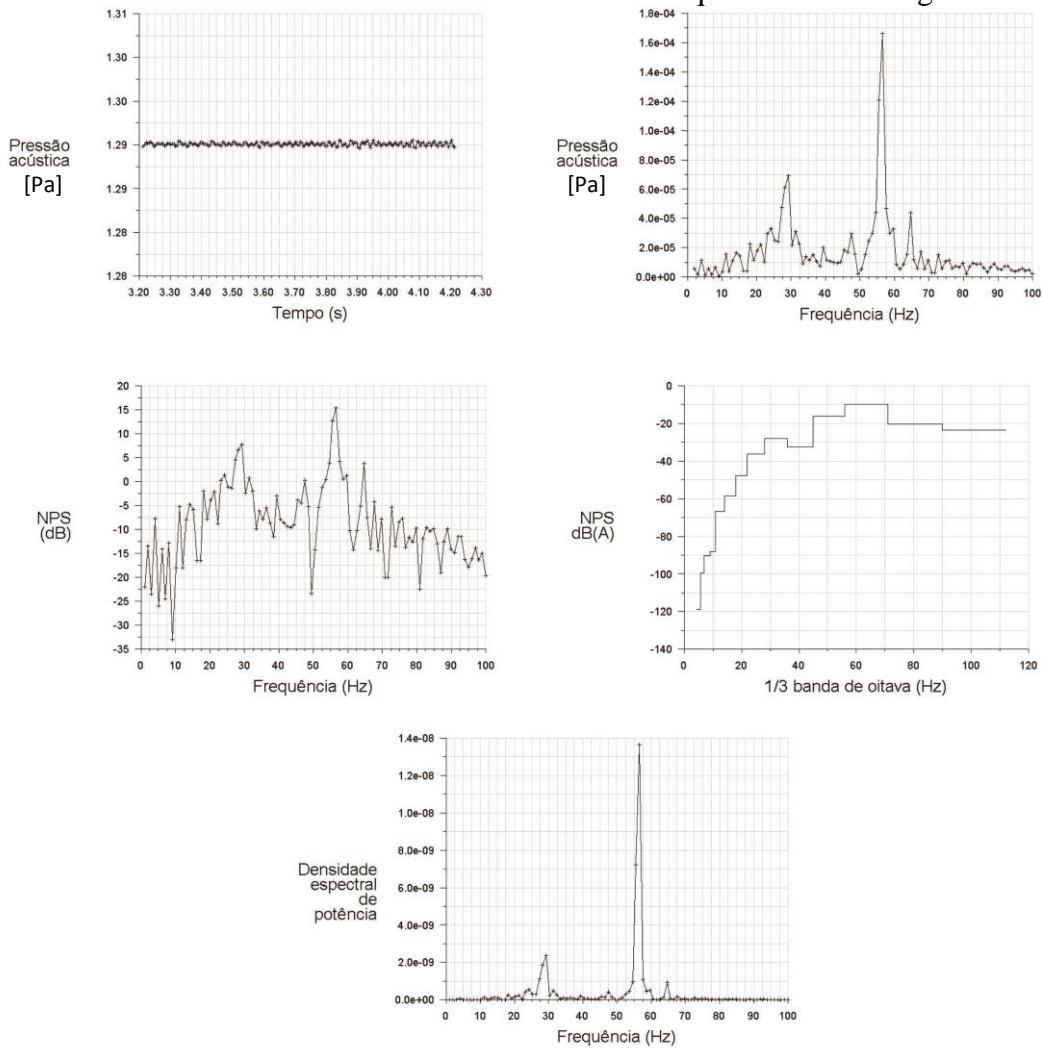 1.31
1.30
1.30
1.29
1.29
1.28
1.28
Pressão
acústica
[Pa]
3.20 3.30 3.40 3.50 3.60 3.70 3.80 3.90 4.00 4.10 4.20 4.30
Tempo (s)
1.8e-04
1.6e-04
1.4e-04
1.2e-04
1.0e-04
8.0e-05
6.0e-05
4.0e-05
2.0e-05
0.0e+00
Pressão
acústica
[Pa]
0 10 20 30 40 50 60 70 80 90 100
Frequência (Hz)
20
15
10
5
0
-5
-10
-15
-20
-25
-30
-35
NPS
(dB)
0 10 20 30 40 50 60 70 80 90 100
Frequência (Hz)
0
-20
-40
-60
-80
-100
-120
-140
NPS
dB(A)
0 20 40 60 80 100 120
1/3 banda de oitava (Hz)
1.4e-08
1.2e-08
1.0e-08
8.0e-09
6.0e-09
4.0e-09
2.0e-09
0.0e+00
Densidade
espectral
de
potência
0 10 20 30 40 50 60 70 80 90 100
Frequência (Hz)